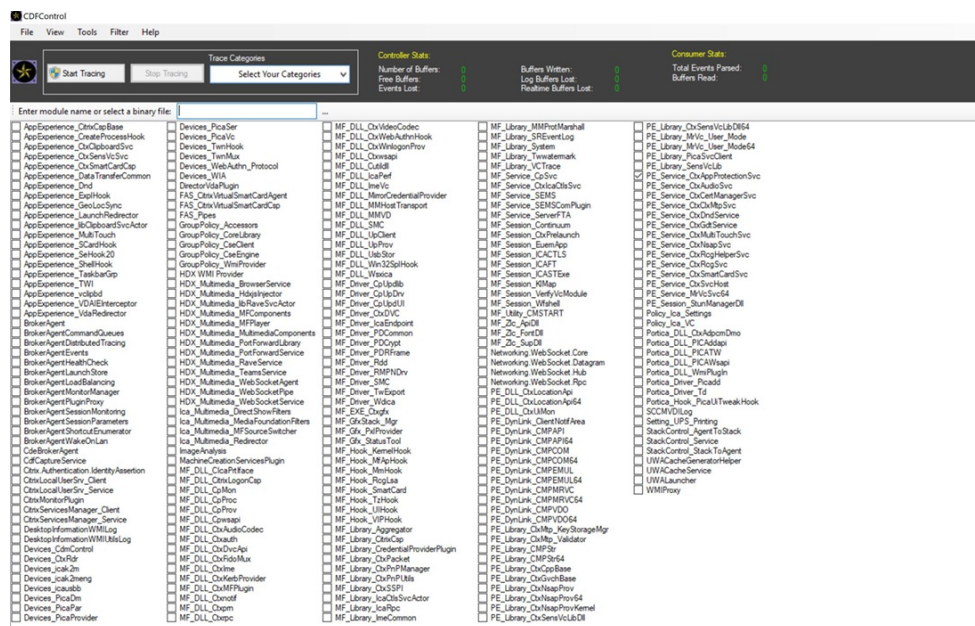 CDFControl
File View Tools Filter Help
Start Tracing
Stop Tracing
Trace Categories
Select Your Categories
Controller Stats:
Number of Buffers: 0
Free Buffers: 0
Events Lost: 0
Buffers Written: 0
Log Buffers Lost: 0
Realtime Buffers Lost: 0
Consumer Stats:
Total Events Parsed: 0
Buffers Read: 0
Enter module name or select a binary file:
...
AppExperience_CitrixCspBase
AppExperience_CreateProcessHook
AppExperience_CtxClipboardSvc
AppExperience_CtxSensVcSvc
AppExperience_CtxSmartCardCsp
AppExperience_DataTransferCommon
AppExperience_Dnd
AppExperience_ExplHook
AppExperience_GeoLocSync
AppExperience_LaunchRedirector
AppExperience_libClipboardSvcActor
AppExperience_MultiTouch
AppExperience_SCardHook
AppExperience_SeHook20
AppExperience_ShellHook
AppExperience_TaskbarGrp
AppExperience_TWI
AppExperience_vclipbd
AppExperience_VDAIEInterceptor
AppExperience_VdaRedirector
BrokerAgent
BrokerAgentCommandQueues
BrokerAgentDistributedTracing
BrokerAgentEvents
BrokerAgentHealthCheck
BrokerAgentLaunchStore
BrokerAgentLoadBalancing
BrokerAgentMonitorManager
BrokerAgentPluginProxy
BrokerAgentSessionMonitoring
BrokerAgentSessionParameters
BrokerAgentShortcutEnumerator
BrokerAgentWakeOnLan
CdeBrokerAgent
CdfCaptureService
Citrix.Authentication.IdentityAssertion
CitrixLocalUserSrv_Client
CitrixLocalUserSrv_Service
CitrixMonitorPlugin
CitrixServicesManager_Client
CitrixServicesManager_Service
DesktopInformationWMILog
DesktopInformationWMIUtilsLog
Devices_CdmControl
Devices_CtxRdr
Devices_icak2m
Devices_icak2meng
Devices_icausbb
Devices_PicaDm
Devices_PicaPar
Devices_PicaProvider
Devices_PicaSer
Devices_PicaVc
Devices_TwnHook
Devices_TwnMux
Devices_WebAuthn_Protocol
Devices_WIA
DirectorVdaPlugin
FAS_CitrixVirtualSmartCardAgent
FAS_CitrixVirtualSmartCardCsp
FAS_Pipes
GroupPolicy_Accessors
GroupPolicy_CoreLibrary
GroupPolicy_CseClient
GroupPolicy_CseEngine
GroupPolicy_WmiProvider
HDX WMI Provider
HDX_Multimedia_BrowserService
HDX_Multimedia_HdxjsInjector
HDX_Multimedia_libRaveSvcActor
HDX_Multimedia_MFComponents
HDX_Multimedia_MFPlayer
HDX_Multimedia_MultimediaComponents
HDX_Multimedia_PortForwardLibrary
HDX_Multimedia_PortForwardService
HDX_Multimedia_RaveService
HDX_Multimedia_TeamsService
HDX_Multimedia_WebSocketAgent
HDX_Multimedia_WebSocketPipe
HDX_Multimedia_WebSocketService
Ica_Multimedia_DirectShowFilters
Ica_Multimedia_MediaFoundationFilters
Ica_Multimedia_MFSourceSwitcher
Ica_Multimedia_Redirector
ImageAnalysis
MachineCreationServicesPlugin
MF_DLL_ClcaPrtIface
MF_DLL_CitrixLogonCsp
MF_DLL_CpMon
MF_DLL_CpProc
MF_DLL_CpProv
MF_DLL_Cpwsapi
MF_DLL_CtxAudioCodec
MF_DLL_Ctxauth
MF_DLL_CtxDvcApi
MF_DLL_CtxFidoMux
MF_DLL_CtxIme
MF_DLL_CtxKerbProvider
MF_DLL_CtxMFPlugin
MF_DLL_Ctxnotif
MF_DLL_Ctxprn
MF_DLL_Ctxrpc
MF_DLL_CtxVideoCodec
MF_DLL_CtxWebAuthnHook
MF_DLL_CtxWinlogonProv
MF_DLL_Ctxwsapi
MF_DLL_Cutildll
MF_DLL_IcaPerf
MF_DLL_ImeVc
MF_DLL_MirrorCredentialProvider
MF_DLL_MMHostTransport
MF_DLL_MMVD
MF_DLL_SMC
MF_DLL_UpClient
MF_DLL_UpProv
MF_DLL_UsbStor
MF_DLL_Win32SplHook
MF_DLL_Wsxica
MF_Driver_CpUpdlib
MF_Driver_CpUpDrv
MF_Driver_CpUpdUI
MF_Driver_CtxDVC
MF_Driver_IcaEndpoint
MF_Driver_PDCommon
MF_Driver_PDCrypt
MF_Driver_PDRFrame
MF_Driver_Rdd
MF_Driver_RMPNDrv
MF_Driver_SMC
MF_Driver_TwExport
MF_Driver_Wdica
MF_EXE_Ctxgfx
MF_GfxStack_Mgr
MF_Gfx_PxlProvider
MF_Gfx_StatusTool
MF_Hook_KernelHook
MF_Hook_MfApHook
MF_Hook_MmHook
MF_Hook_RcgLsa
MF_Hook_SmartCard
MF_Hook_TzHook
MF_Hook_UIHook
MF_Hook_VIPHook
MF_Library_Aggregator
MF_Library_CitrixCsp
MF_Library_CredentialProviderPlugin
MF_Library_CtxPacket
MF_Library_CtxPnPManager
MF_Library_CtxPnPUtils
MF_Library_CtxSSPI
MF_Library_IcaCtlsSvcActor
MF_Library_IcaRpc
MF_Library_ImeCommon
MF_Library_MMProtMarshall
MF_Library_SREventLog
MF_Library_System
MF_Library_Twwatermark
MF_Library_VCTrace
MF_Service_CpSvc
MF_Service_CtxIcaCtlsSvc
MF_Service_SEMS
MF_Service_SEMSComPlugin
MF_Service_ServerFTA
MF_Session_Continuum
MF_Session_CtxPrelaunch
MF_Session_EuemApp
MF_Session_ICACTLS
MF_Session_ICAFT
MF_Session_ICASTExe
MF_Session_KIMap
MF_Session_VerifyVcModule
MF_Session_Wfshell
MF_Utility_CMSTART
MF_Zlc_ApiDll
MF_Zlc_FontDll
MF_Zlc_SupDll
Networking.WebSocket.Core
Networking.WebSocket.Datagram
Networking.WebSocket.Hub
Networking.WebSocket.Rpc
PE_DLL_CtxLocationApi
PE_DLL_CtxLocationApi64
PE_DLL_CtxUiMon
PE_DynLink_ClientNotifArea
PE_DynLink_CMPAPI
PE_DynLink_CMPAPI64
PE_DynLink_CMPCOM
PE_DynLink_CMPCOM64
PE_DynLink_CMPEMUL
PE_DynLink_CMPEMUL64
PE_DynLink_CMPMRVC
PE_DynLink_CMPMRVC64
PE_DynLink_CMPVDO
PE_DynLink_CMPVDO64
PE_Library_CtxMtp_KeyStorageMgr
PE_Library_CtxMtp_Validator
PE_Library_CMPStr
PE_Library_CMPStr64
PE_Library_CtxCppBase
PE_Library_CtxGvchBase
PE_Library_CtxNsapProv
PE_Library_CtxNsapProv64
PE_Library_CtxNsapProvKernel
PE_Library_CtxSensVcLibDll
PE_Library_CtxSensVcLibDll64
PE_Library_MrVc_User_Mode
PE_Library_MrVc_User_Mode64
PE_Library_PicaSvcClient
PE_Library_SensVcLib
PE_Service_CtxAppProtectionSvc
PE_Service_CtxAudioSvc
PE_Service_CtxCertManagerSvc
PE_Service_CtxCtxMtpSvc
PE_Service_CtxDndService
PE_Service_CtxGdtService
PE_Service_CtxMultiTouchSvc
PE_Service_CtxNsapSvc
PE_Service_CtxRcgHelperSvc
PE_Service_CtxRcgSvc
PE_Service_CtxSmartCardSvc
PE_Service_CtxSvcHost
PE_Service_MrVcSvc64
PE_Session_StunManagerDll
Policy_Ica_Settings
Policy_Ica_VC
Portica_DLL_CtxAdpcmDmo
Portica_DLL_PICAddapi
Portica_DLL_PICATW
Portica_DLL_PICAWsapi
Portica_DLL_WmiPlugIn
Portica_Driver_Picadd
Portica_Driver_Td
Portica_Hook_PicaUiTweakHook
SCCMVDILog
Setting_UPS_Printing
StackControl_AgentToStack
StackControl_Service
StackControl_StackToAgent
UWACacheGeneratorHelper
UWACacheService
UWALauncher
WMIProxy